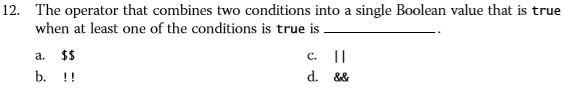 12. The operator that combines two conditions into a single Boolean value that is true
when at least one of the conditions is true is ____________.
a. $$ c. ||
b. !! d. &&